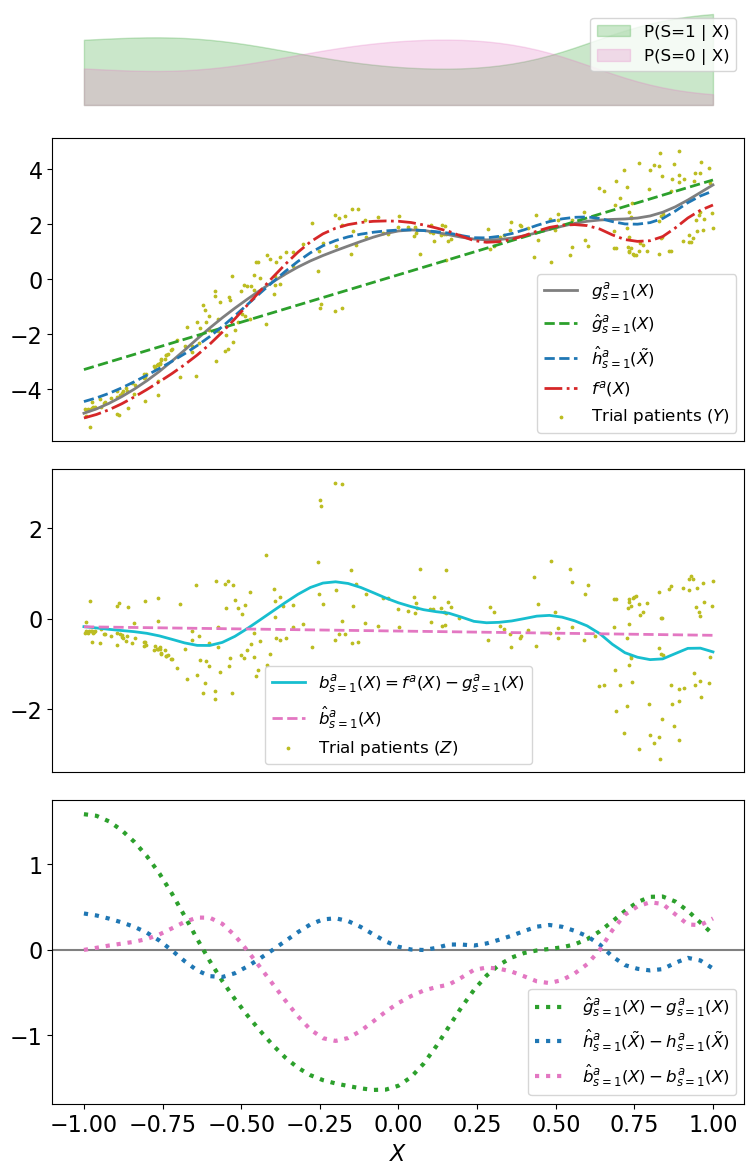 P(S=1 | X)
P(S=0 | X)
4
2
0
−2
−4
g^a_{s=1}(X)
ĝ^a_{s=1}(X)
ĥ^a_{s=1}(X̃)
f^a(X)
Trial patients (Y)
2
0
−2
b^a_{s=1}(X) = f^a(X) − g^a_{s=1}(X)
b̂^a_{s=1}(X)
Trial patients (Z)
1
0
−1
ĝ^a_{s=1}(X) − g^a_{s=1}(X)
ĥ^a_{s=1}(X̃) − h^a_{s=1}(X̃)
b̂^a_{s=1}(X) − b^a_{s=1}(X)
−1.00 −0.75 −0.50 −0.25 0.00 0.25 0.50 0.75 1.00
X